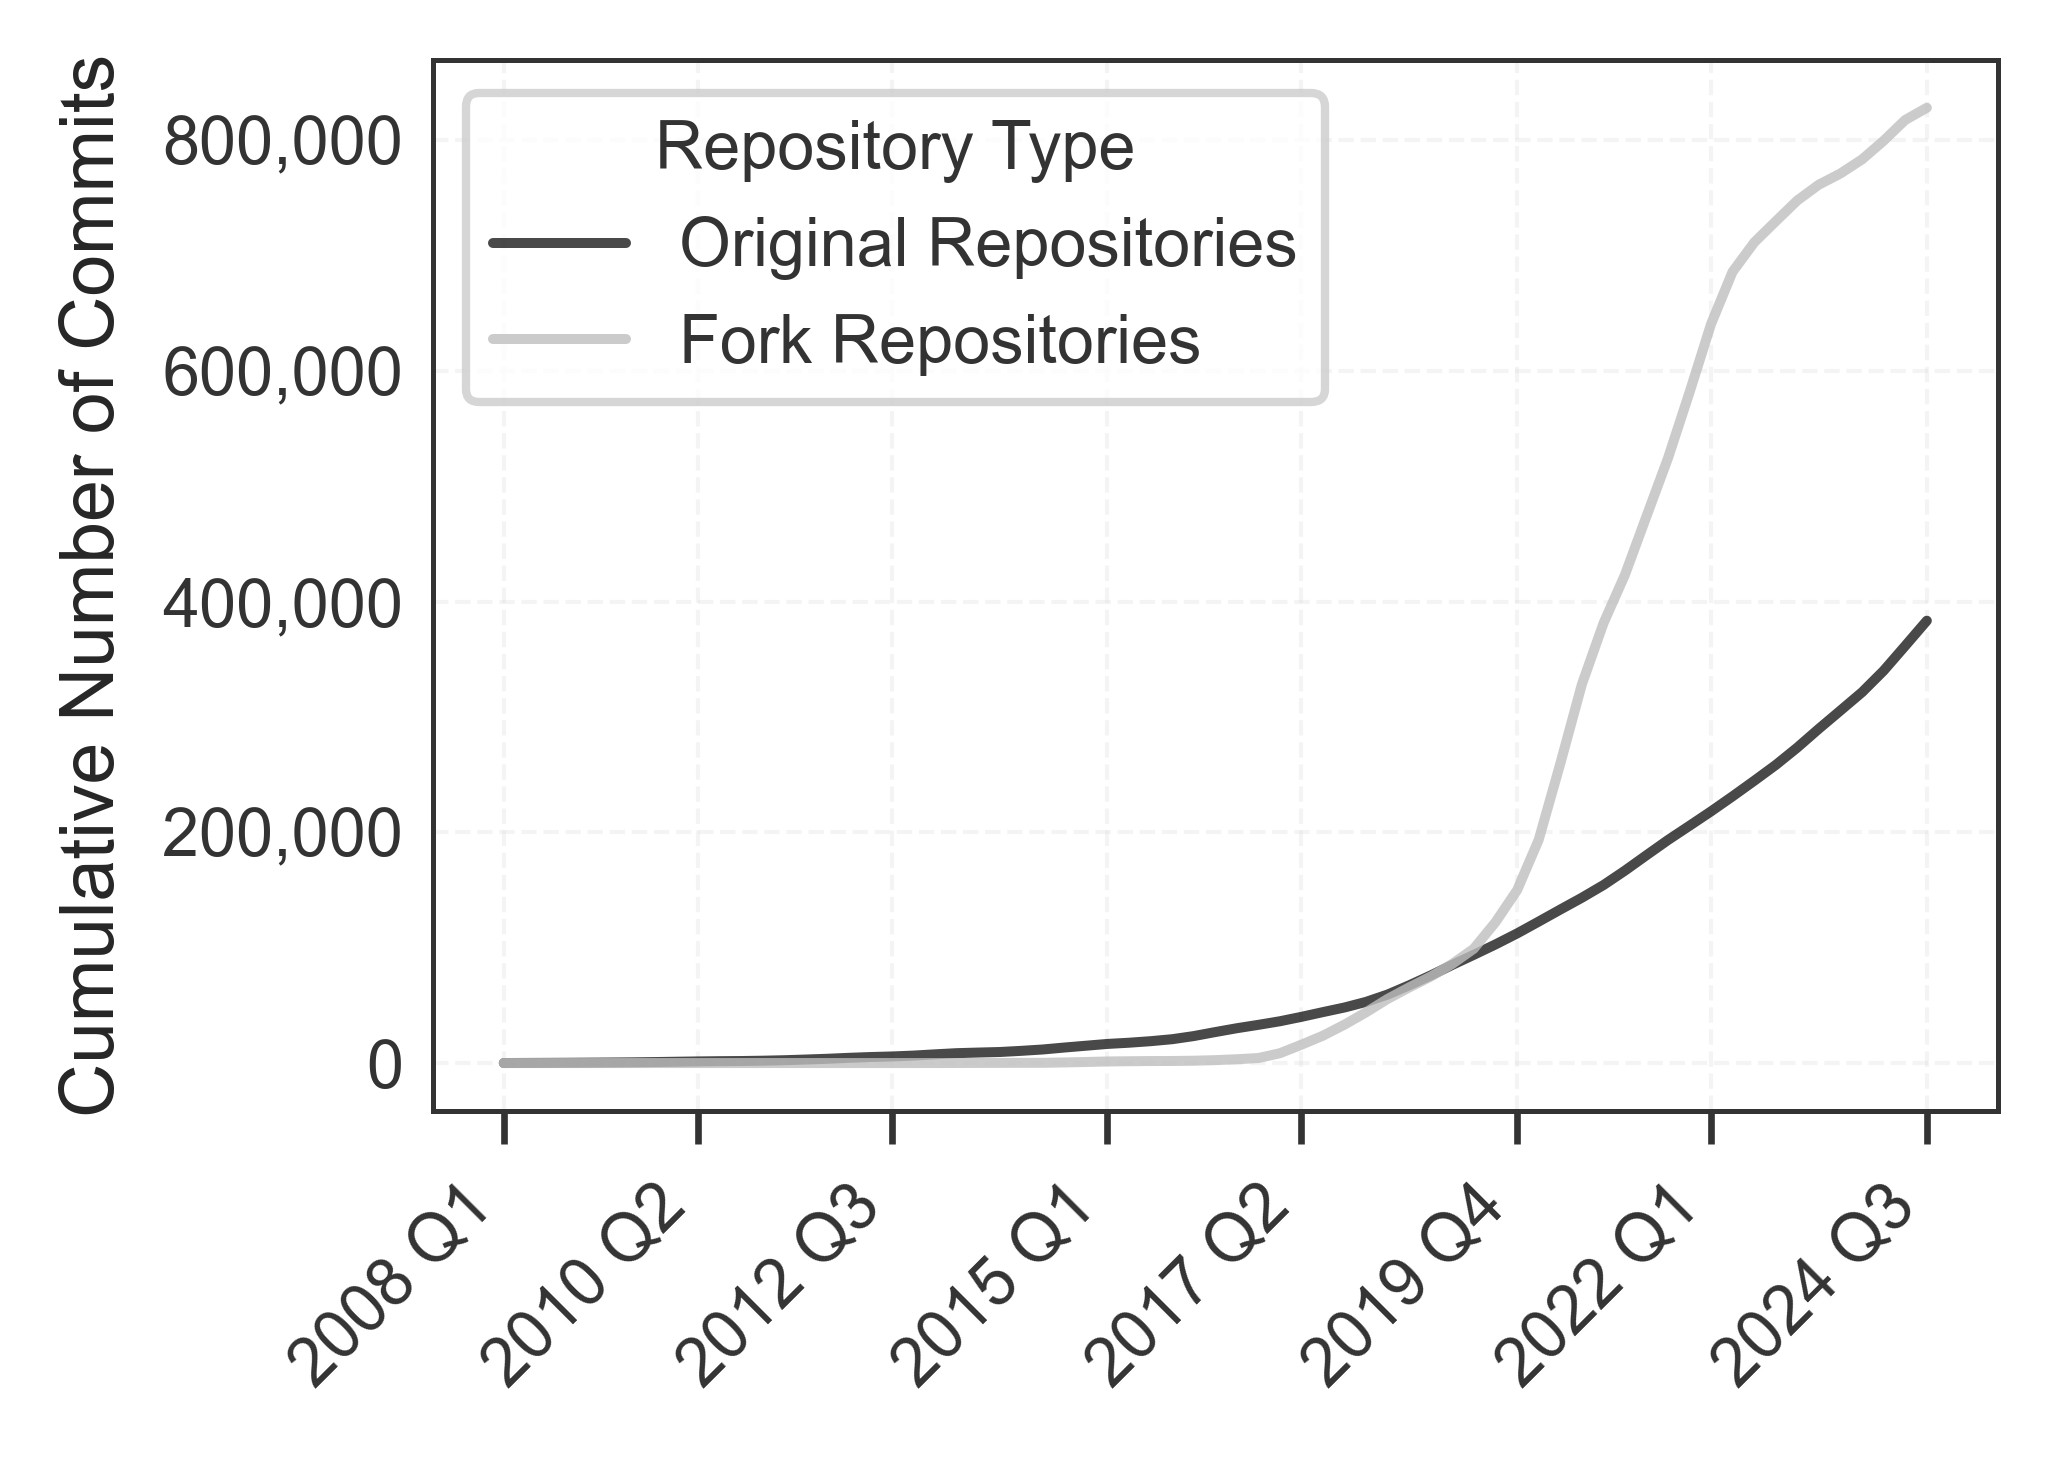 Cumulative Number of Commits
800,000
600,000
400,000
200,000
0
Repository Type
Original Repositories
Fork Repositories
2008 Q1
2010 Q2
2012 Q3
2015 Q1
2017 Q2
2019 Q4
2022 Q1
2024 Q3